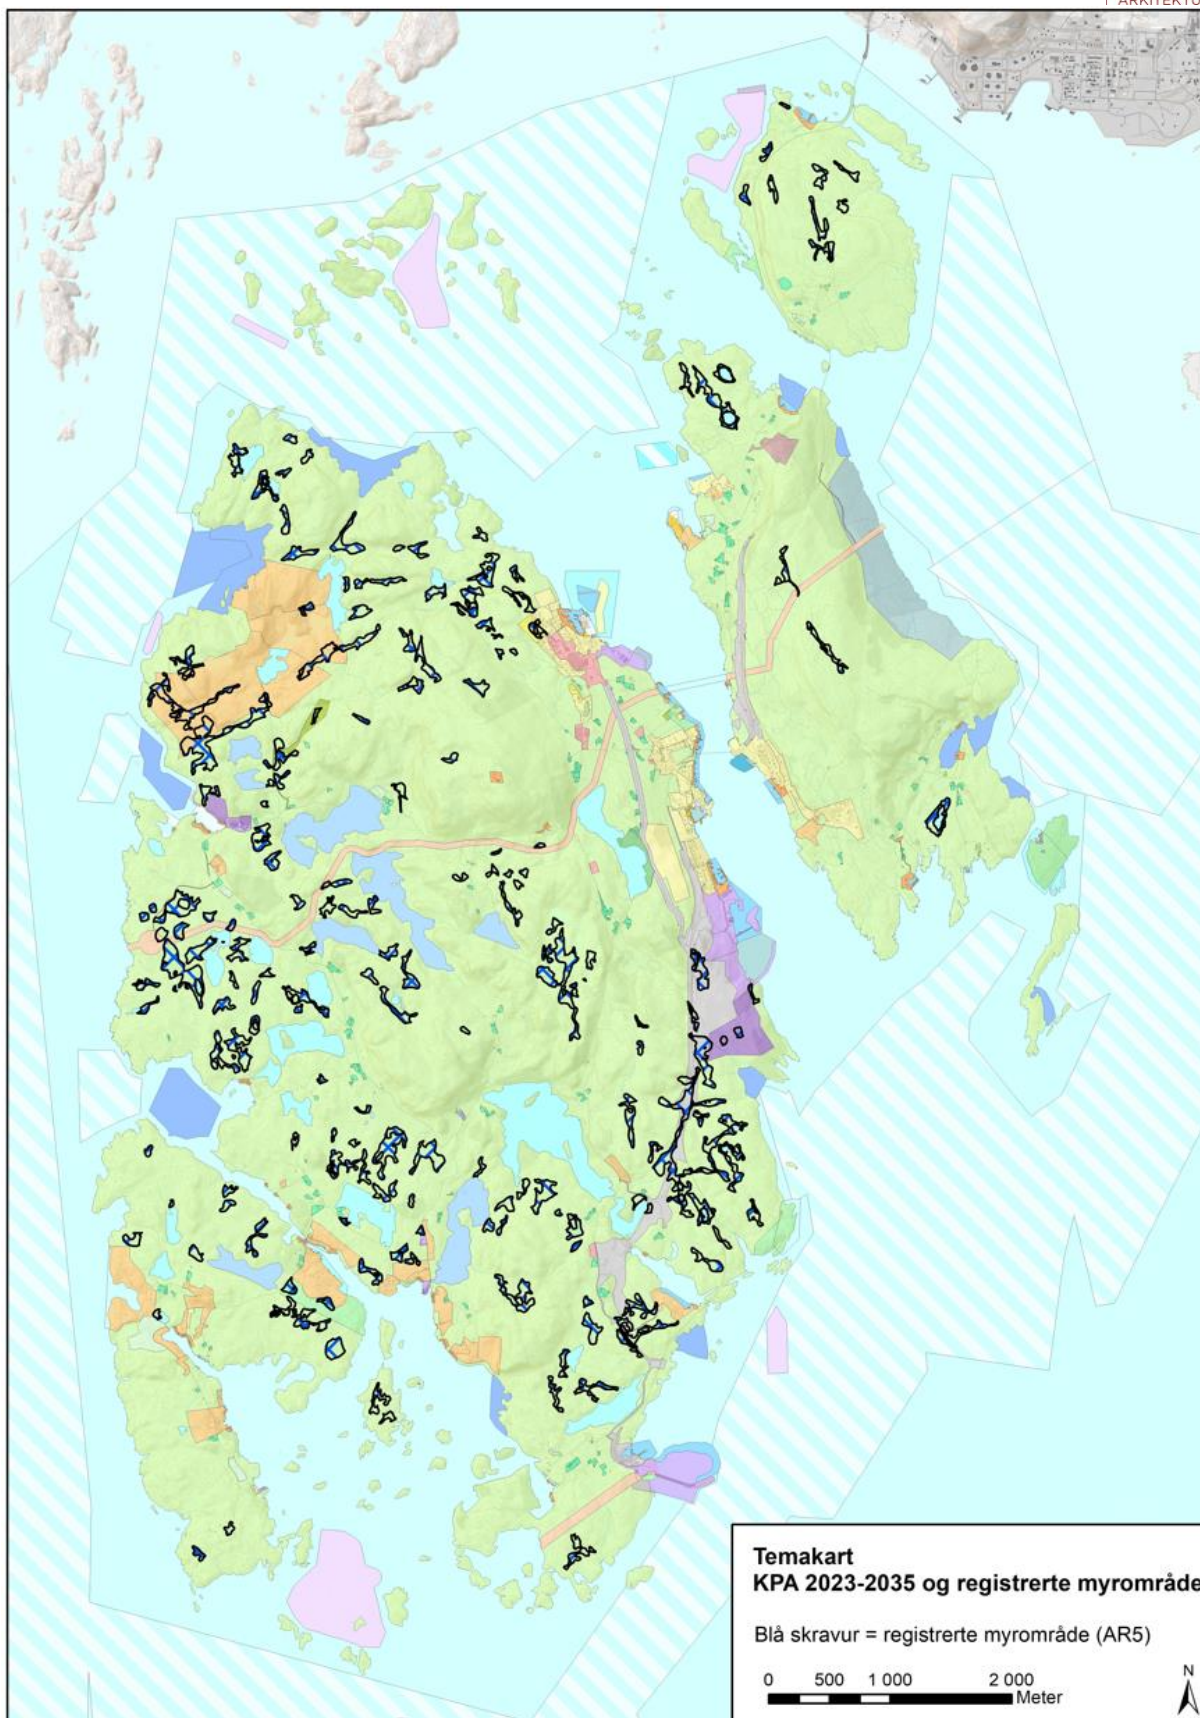 ARKITEKTU
Temakart
KPA 2023-2035 og registrerte myrområde
Blå skravur = registrerte myrområde (AR5)
N
0 500 1 000 2 000
Meter